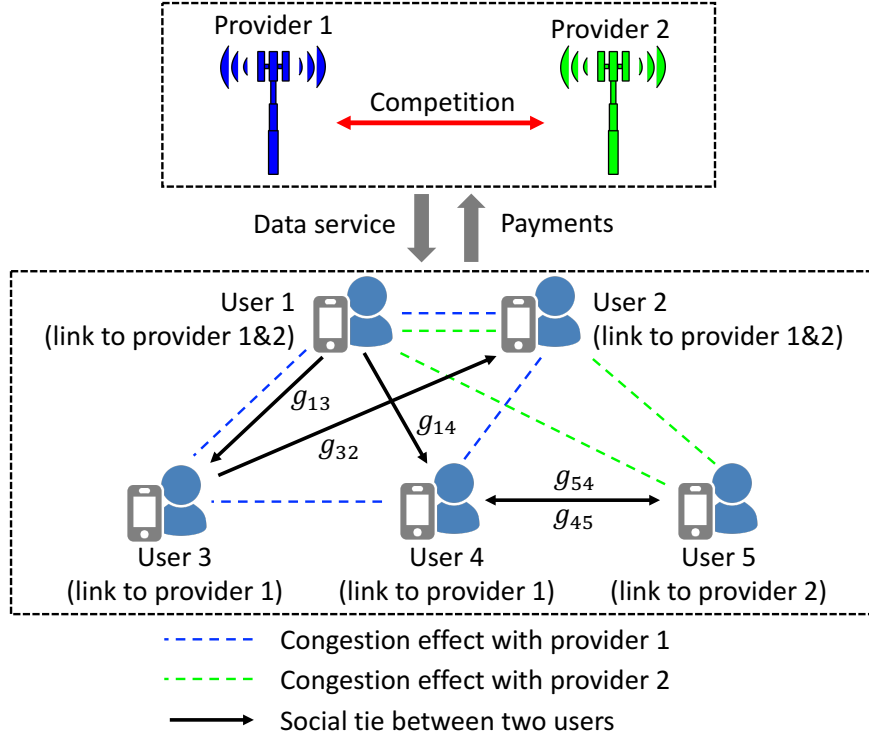 Provider 1
Provider 2
Competition
Data service
Payments
User 1
(link to provider 1&2)
User 2
(link to provider 1&2)
g13
g14
g32
g54
g45
User 3
(link to provider 1)
User 4
(link to provider 1)
User 5
(link to provider 2)
Congestion effect with provider 1
Congestion effect with provider 2
Social tie between two users